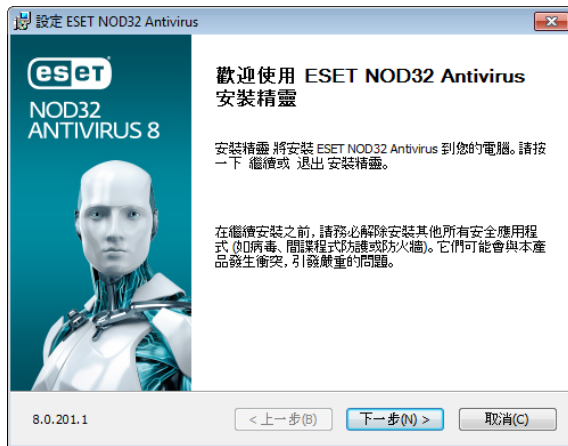 設定 ESET NOD32 Antivirus
eseT
NOD32
ANTIVIRUS 8
歡迎使用 ESET NOD32 Antivirus
安裝精靈
安裝精靈 將安裝 ESET NOD32 Antivirus 到您的電腦。請按
一下 繼續或 退出 安裝精靈。
在繼續安裝之前，請務必解除安裝其他所有安全應用程
式 (如病毒、間諜程式防護或防火牆)。它們可能會與本產
品發生衝突，引發嚴重的問題。
8.0.201.1
<上一步(B)
下一步(N) >
取消(C)